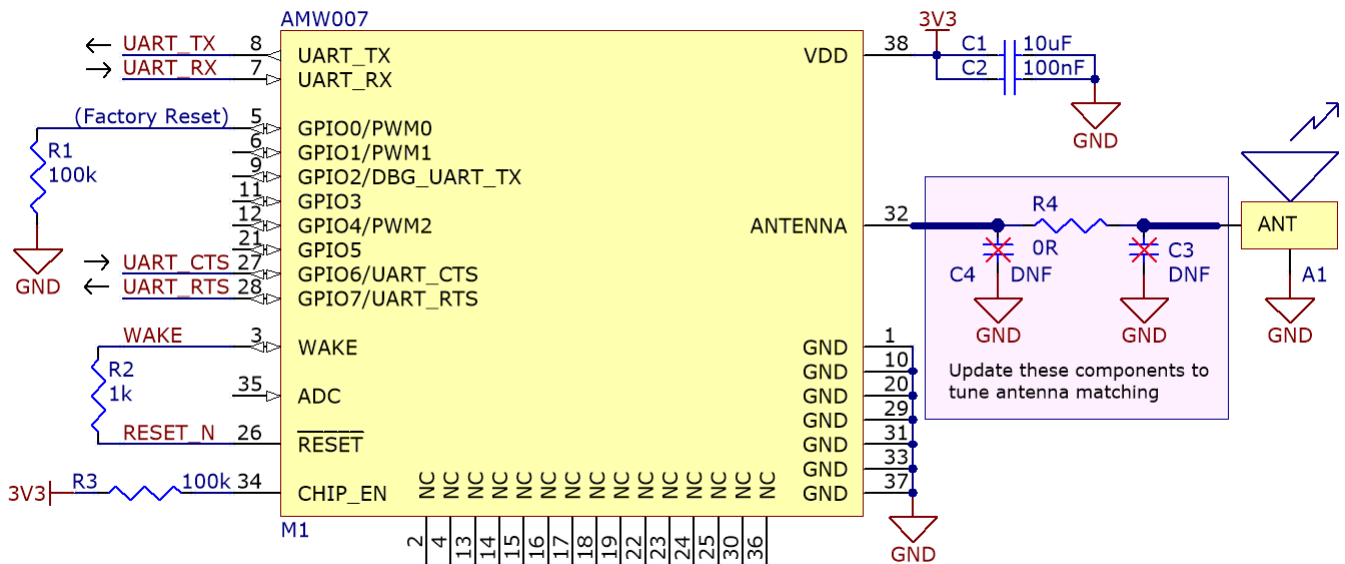 AMW007
UART_TX 8 UART_TX
UART_RX 7 UART_RX
(Factory Reset) 5 GPIO0/PWM0
6 GPIO1/PWM1
9 GPIO2/DBG_UART_TX
11 GPIO3
12 GPIO4/PWM2
21 GPIO5
UART_CTS 27 GPIO6/UART_CTS
UART_RTS 28 GPIO7/UART_RTS
R1
100k
GND
WAKE 3 WAKE
R2
1k
35 ADC
RESET_N 26 RESET
3V3 R3 100k 34 CHIP_EN
M1
NC NC NC NC NC NC NC NC NC NC NC NC NC NC NC
2 4 13 14 15 16 17 18 19 22 23 24 25 30 36
3V3
VDD 38 C1 10uF
C2 100nF
GND
ANTENNA 32 R4
0R
C4 DNF
GND
C3
DNF
GND
ANT
A1
GND
Update these components to
tune antenna matching
GND 1
GND 10
GND 20
GND 29
GND 31
GND 33
GND 37
GND